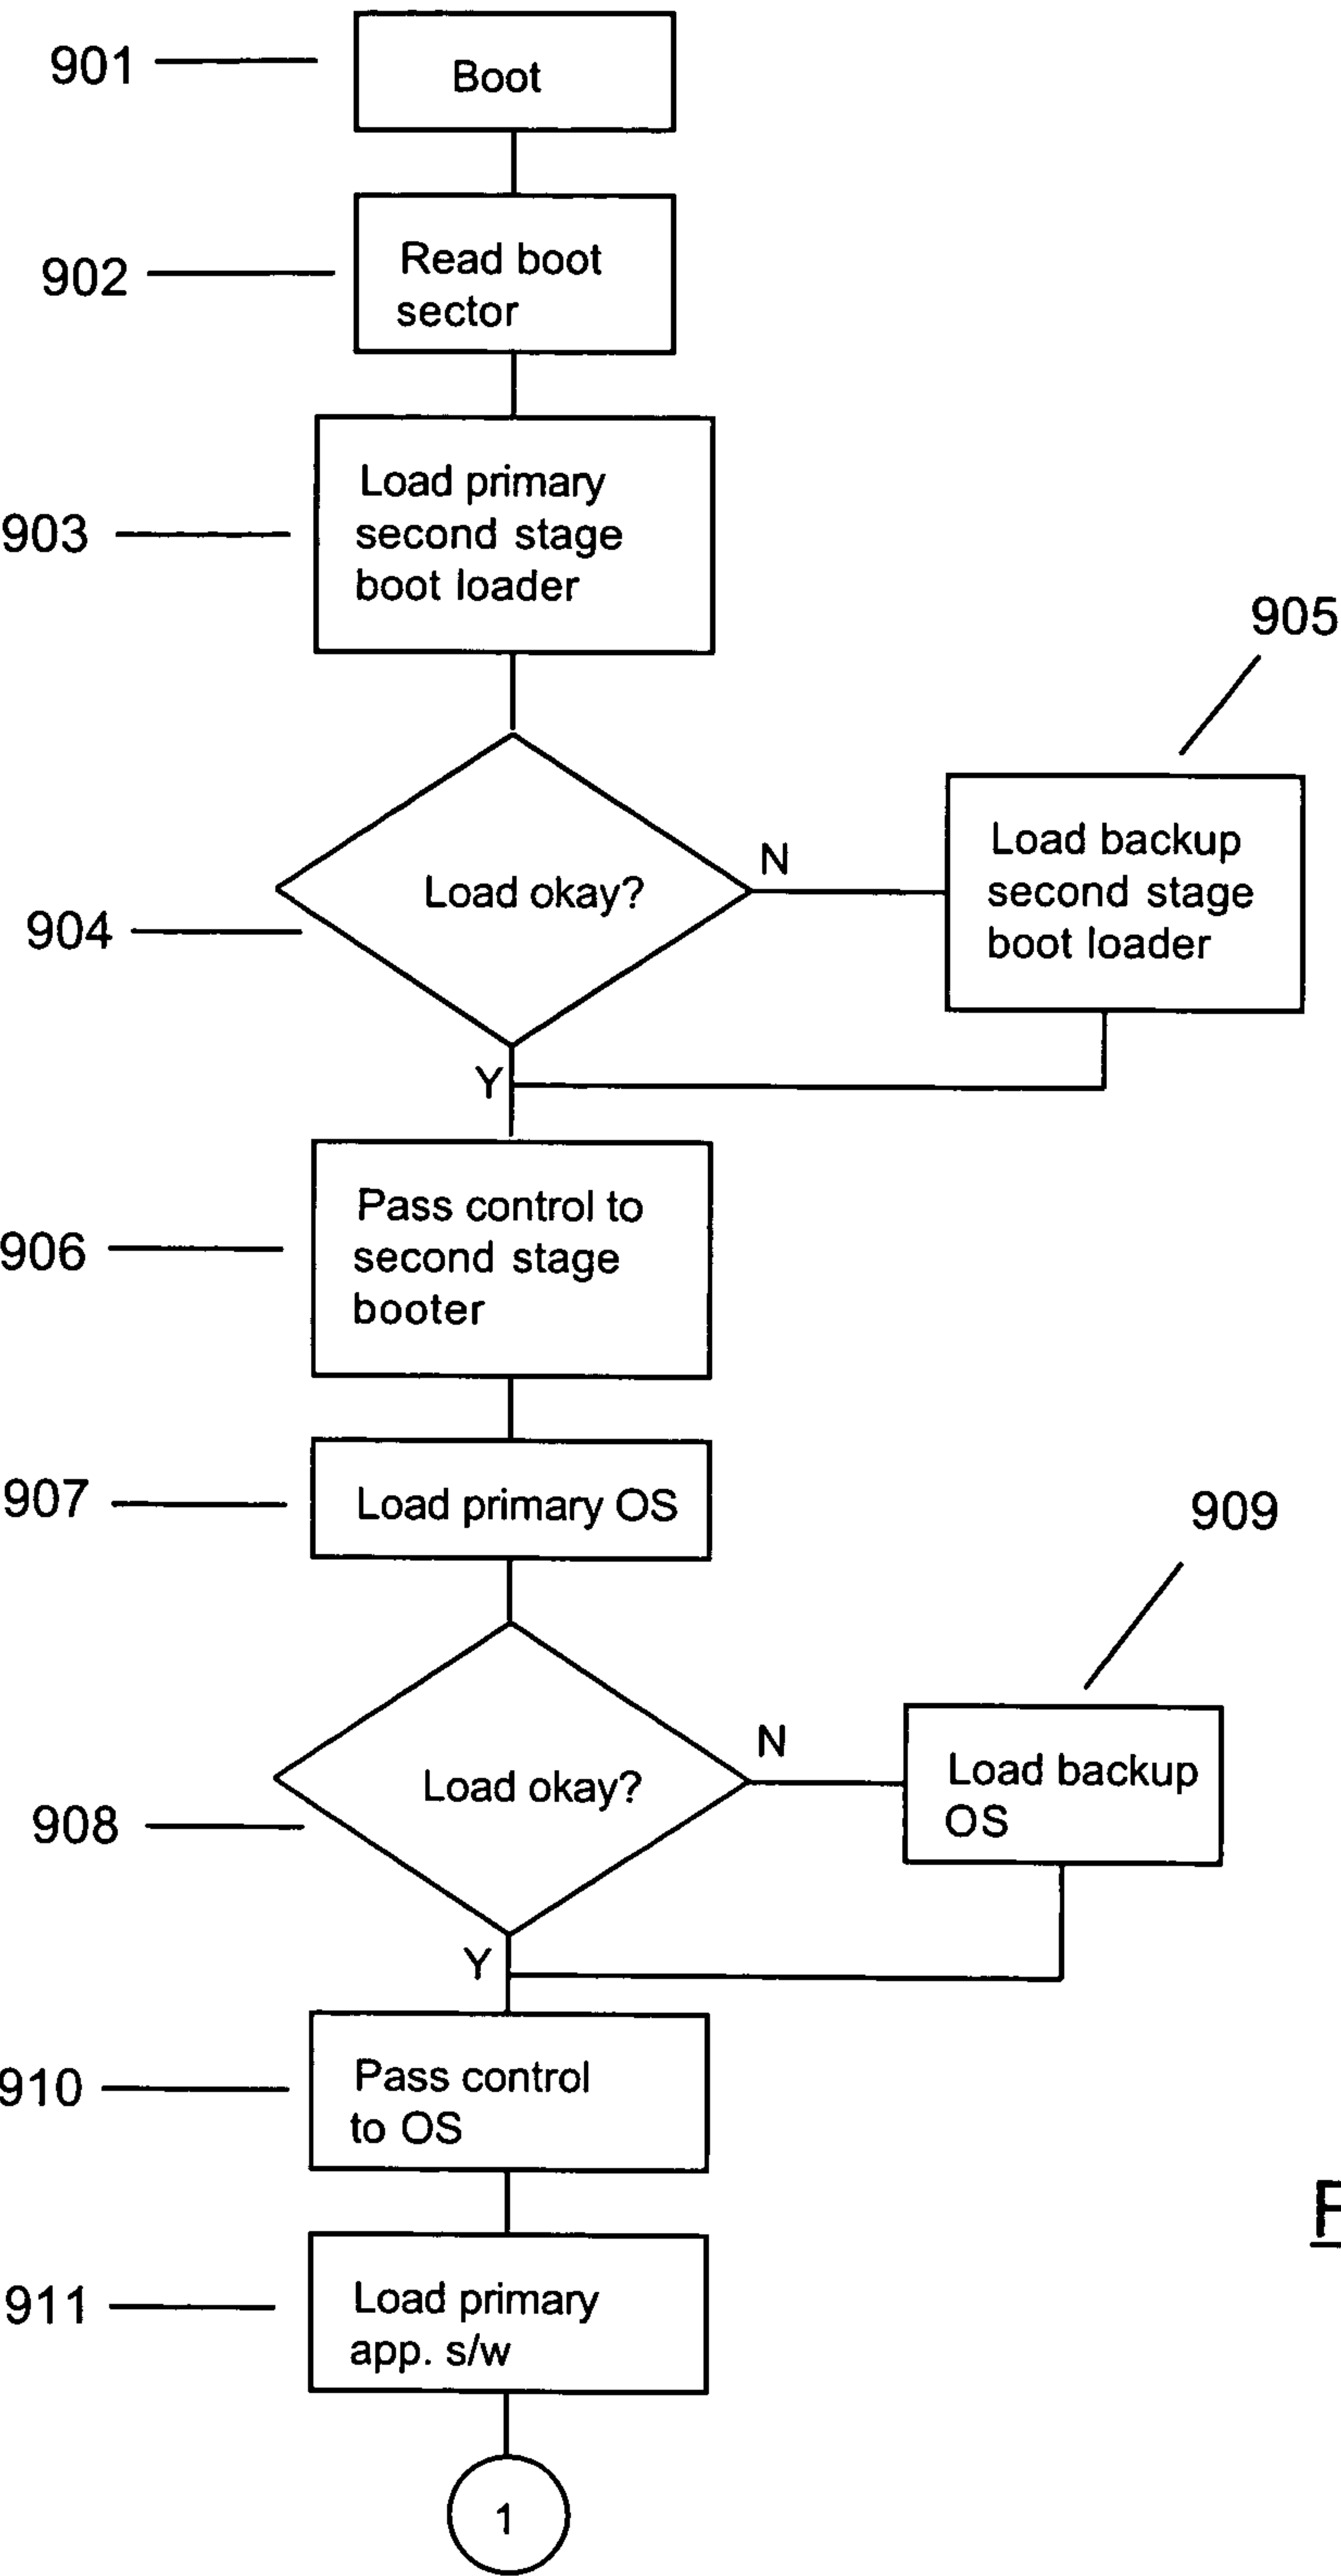 901
Boot
902
Read boot
sector
903
Load primary
second stage
boot loader
905
904
Load okay?
N
Load backup
second stage
boot loader
Y
906
Pass control to
second stage
booter
907
Load primary OS
909
908
Load okay?
N
Load backup
OS
Y
910
Pass control
to OS
911
Load primary
app. s/w
1